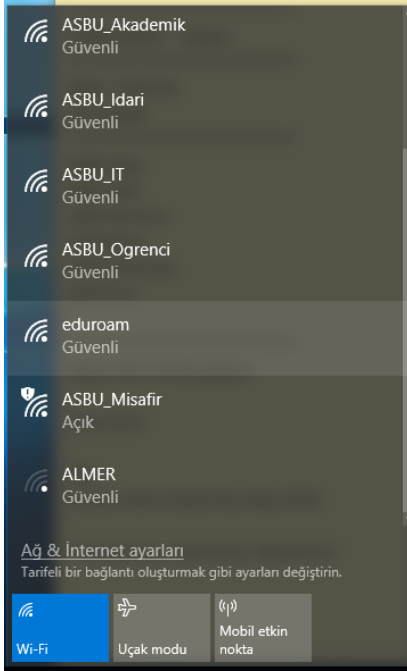 ASBU_Akademik
Güvenli
ASBU_Idari
Güvenli
ASBU_IT
Güvenli
ASBU_Ogrenci
Güvenli
eduroam
Güvenli
ASBU_Misafir
Açık
ALMER
Güvenli
Ağ & İnternet ayarları
Tarifeli bir bağlantı oluşturmak gibi ayarları değiştirin.
Wi-Fi
Uçak modu
Mobil etkin
nokta